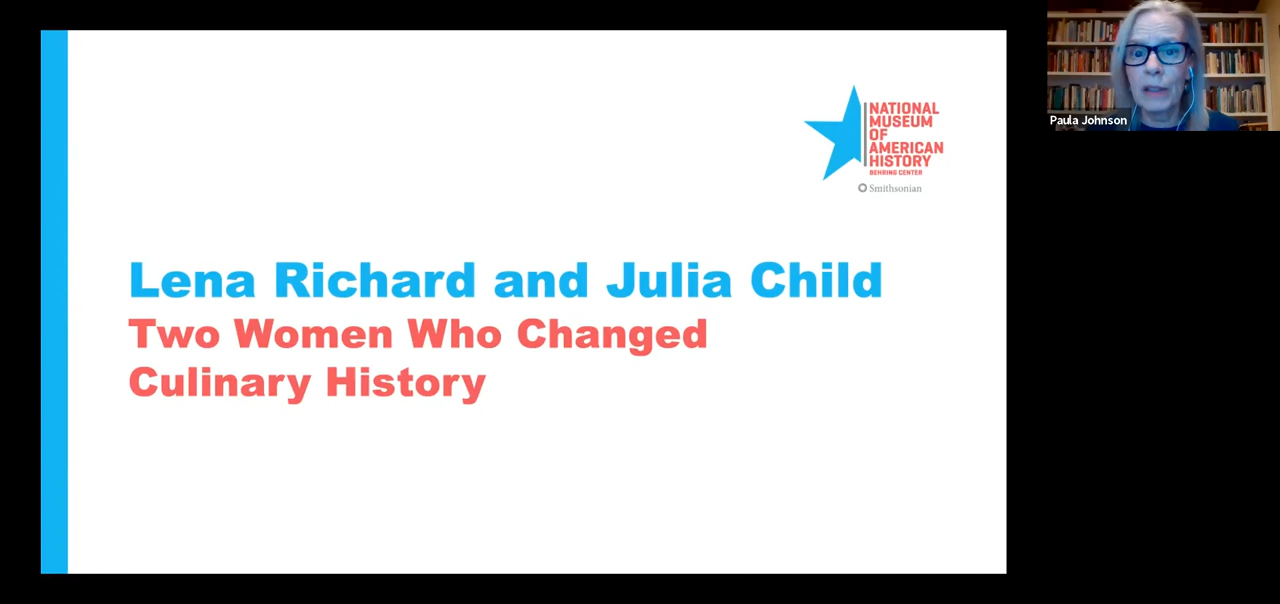 NATIONAL
MUSEUM
OF
AMERICAN
HISTORY
BEHRING CENTER
Smithsonian
Lena Richard and Julia Child
Two Women Who Changed
Culinary History
Paula Johnson